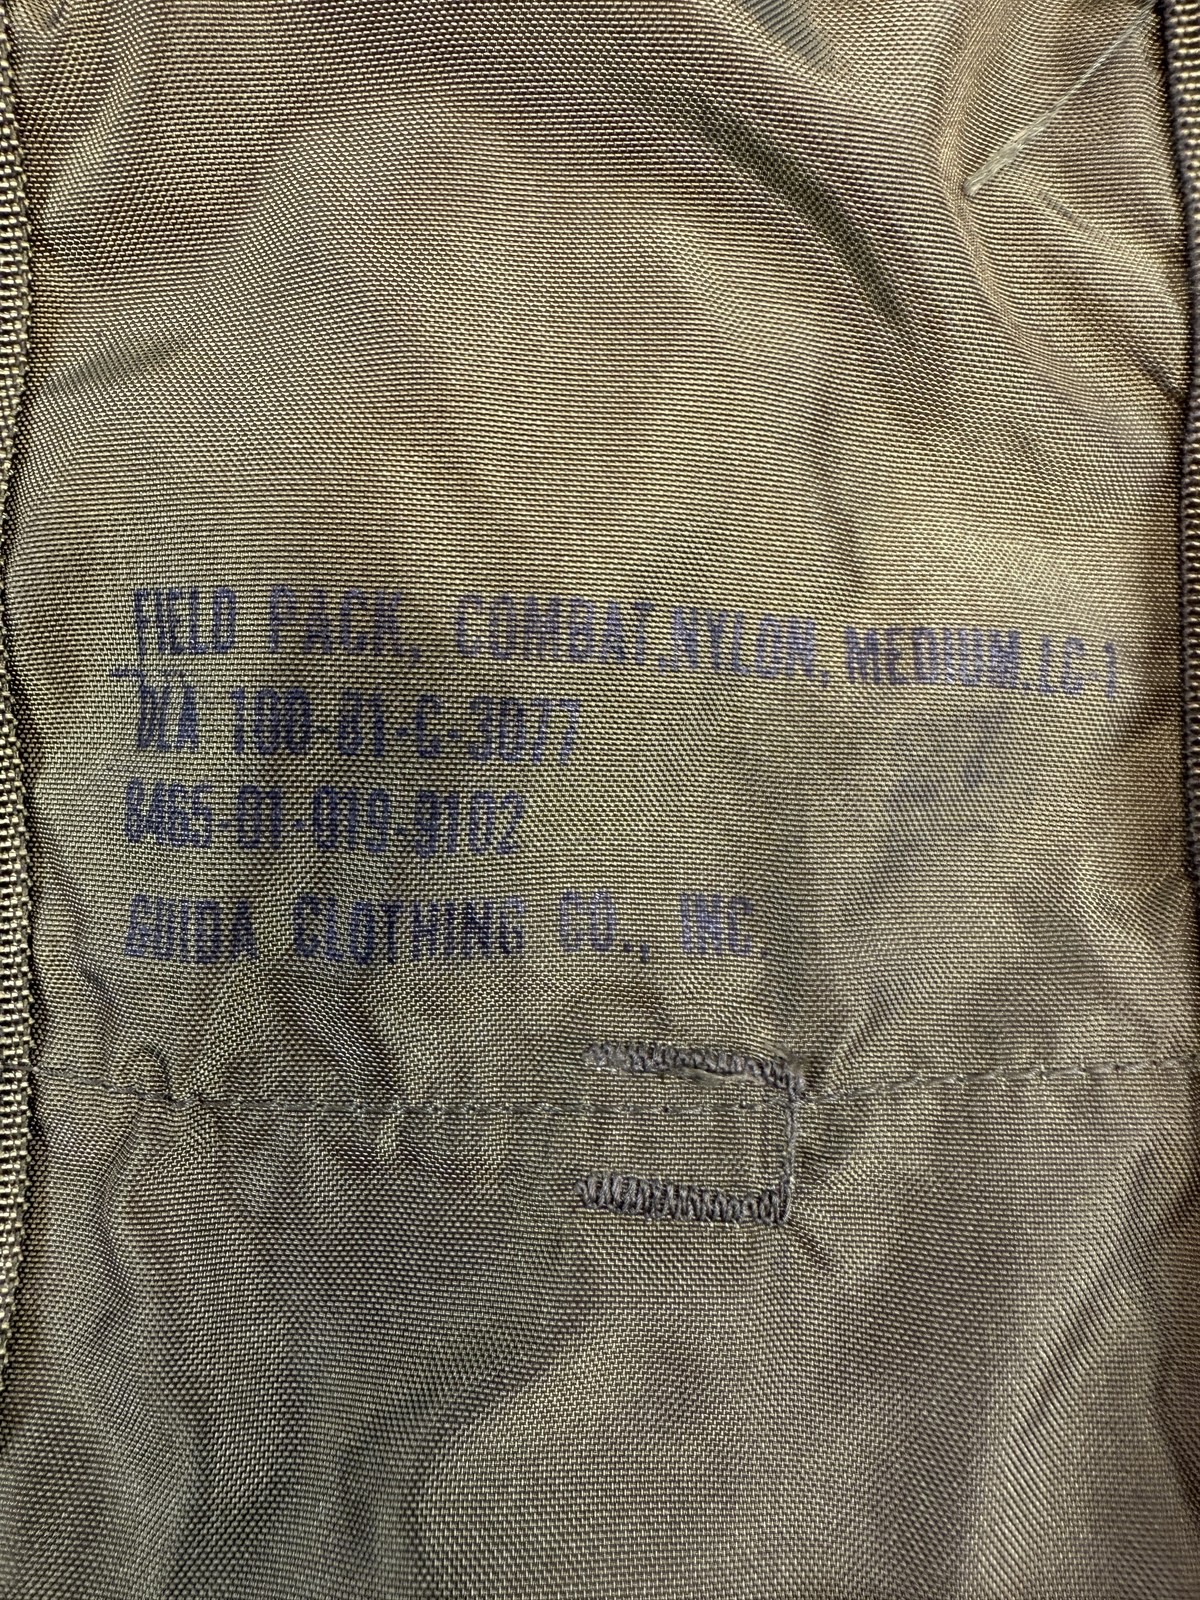 FIELD PACK, COMBAT,NYLON, MEDIUM,LC-1
DLA 100-81-C-3077
8465-01-019-9102
GUIDA CLOTHING CO., INC.